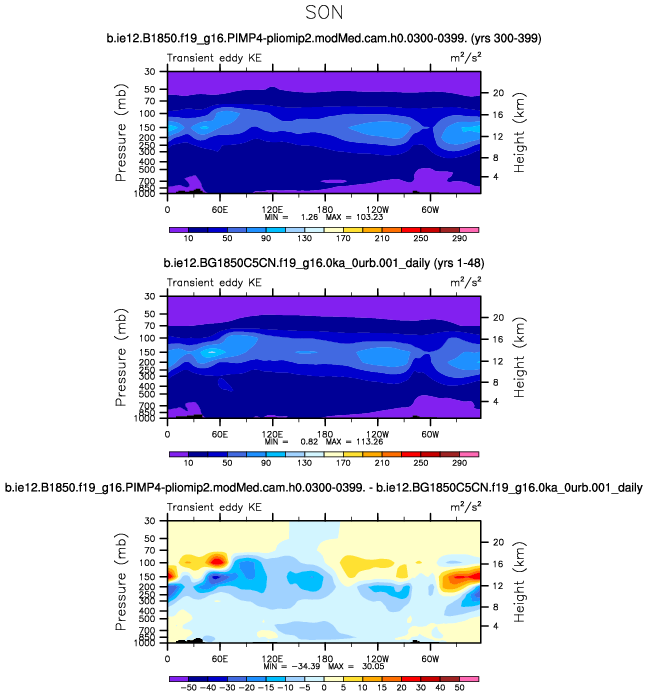 SON
b.ie12.B1850.f19_g16.PIMP4-pliomip2.modMed.cam.h0.0300-0399. (yrs 300-399)
Transient eddy KE m²/s²
Pressure (mb)
30
50
70
100
150
200
250
300
400
500
700
850
1000
20
16
12
8
4
Height (km)
0 60E 120E 180 120W 60W
MIN = 1.26 MAX = 103.23
10 50 90 130 170 210 250 290
b.ie12.BG1850C5CN.f19_g16.0ka_0urb.001_daily (yrs 1-48)
Transient eddy KE m²/s²
Pressure (mb)
30
50
70
100
150
200
250
300
400
500
700
850
1000
20
16
12
8
4
Height (km)
0 60E 120E 180 120W 60W
MIN = 0.82 MAX = 113.26
10 50 90 130 170 210 250 290
b.ie12.B1850.f19_g16.PIMP4-pliomip2.modMed.cam.h0.0300-0399. - b.ie12.BG1850C5CN.f19_g16.0ka_0urb.001_daily
Transient eddy KE m²/s²
Pressure (mb)
30
50
70
100
150
200
250
300
400
500
700
850
1000
20
16
12
8
4
Height (km)
0 60E 120E 180 120W 60W
MIN = -34.39 MAX = 30.05
-50 -40 -30 -20 -15 -10 -5 0 5 10 15 20 30 40 50